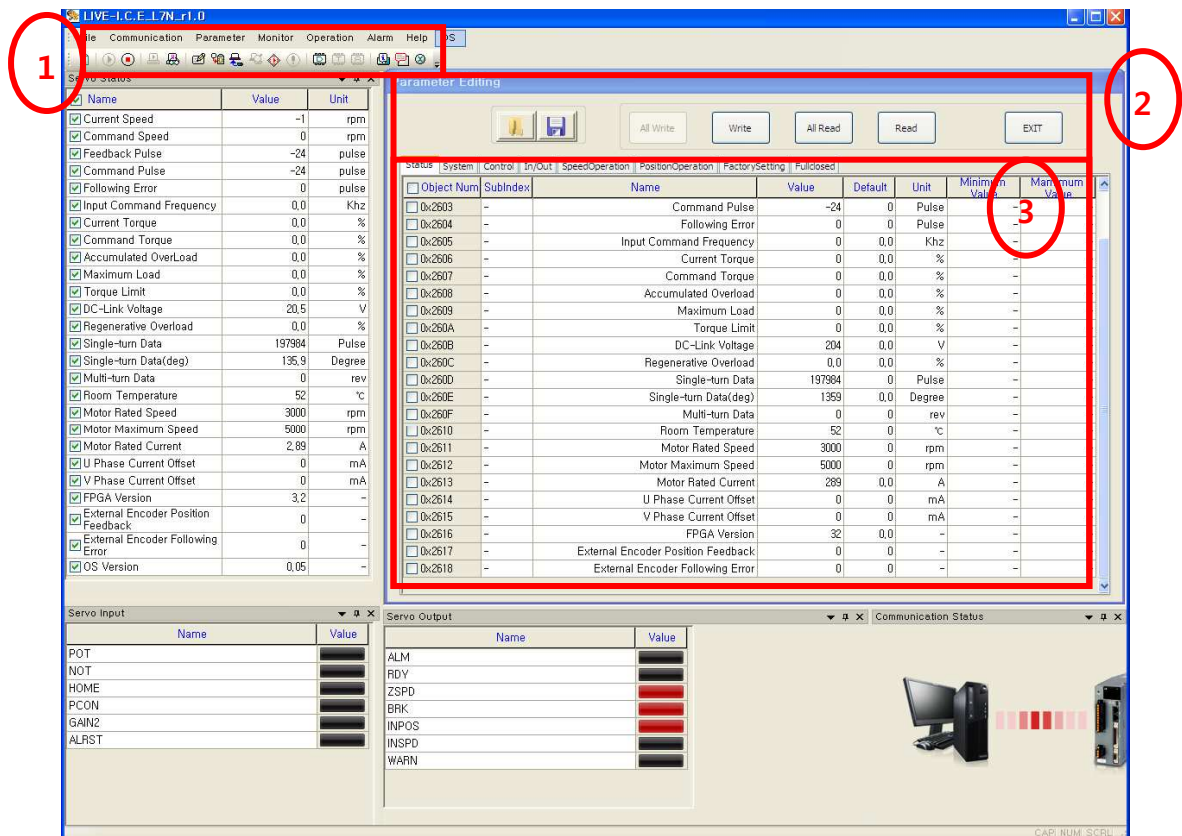 LIVE-I.C.E_L7N_r1.0
File Communication Parameter Monitor Operation Alarm Help OS
1
2
3
Servo Status
Name Value Unit
Current Speed -1 rpm
Command Speed 0 rpm
Feedback Pulse -24 pulse
Command Pulse -24 pulse
Following Error 0 pulse
Input Command Frequency 0,0 Khz
Current Torque 0,0 %
Command Torque 0,0 %
Accumulated OverLoad 0,0 %
Maximum Load 0,0 %
Torque Limit 0,0 %
DC-Link Voltage 20,5 V
Regenerative Overload 0,0 %
Single-turn Data 197984 Pulse
Single-turn Data(deg) 135,9 Degree
Multi-turn Data 0 rev
Room Temperature 52 ℃
Motor Rated Speed 3000 rpm
Motor Maximum Speed 5000 rpm
Motor Rated Current 2,89 A
U Phase Current Offset 0 mA
V Phase Current Offset 0 mA
FPGA Version 3,2 -
External Encoder Position
Feedback 0 -
External Encoder Following
Error 0 -
OS Version 0,05 -
Parameter Editing
All Write Write All Read Read EXIT
Status System Control In/Out SpeedOperation PositionOperation FactorySetting Fullclosed
Object Num SubIndex Name Value Default Unit Minimum Value Manimum Value
0x2603 - Command Pulse -24 0 Pulse -
0x2604 - Following Error 0 0 Pulse -
0x2605 - Input Command Frequency 0 0,0 Khz -
0x2606 - Current Torque 0 0,0 % -
0x2607 - Command Torque 0 0,0 % -
0x2608 - Accumulated Overload 0 0,0 % -
0x2609 - Maximum Load 0 0,0 % -
0x260A - Torque Limit 0 0,0 % -
0x260B - DC-Link Voltage 204 0,0 V -
0x260C - Regenerative Overload 0,0 0,0 % -
0x260D - Single-turn Data 197984 0 Pulse -
0x260E - Single-turn Data(deg) 1359 0,0 Degree -
0x260F - Multi-turn Data 0 0 rev -
0x2610 - Room Temperature 52 0 ℃ -
0x2611 - Motor Rated Speed 3000 0 rpm -
0x2612 - Motor Maximum Speed 5000 0 rpm -
0x2613 - Motor Rated Current 289 0,0 A -
0x2614 - U Phase Current Offset 0 0 mA -
0x2615 - V Phase Current Offset 0 0 mA -
0x2616 - FPGA Version 32 0,0 - -
0x2617 - External Encoder Position Feedback 0 0 - -
0x2618 - External Encoder Following Error 0 0 - -
Servo Input
Name Value
POT
NOT
HOME
PCON
GAIN2
ALRST
Servo Output
Name Value
ALM
RDY
ZSPD
BRK
INPOS
INSPD
WARN
Communication Status
CAP NUM SCRL